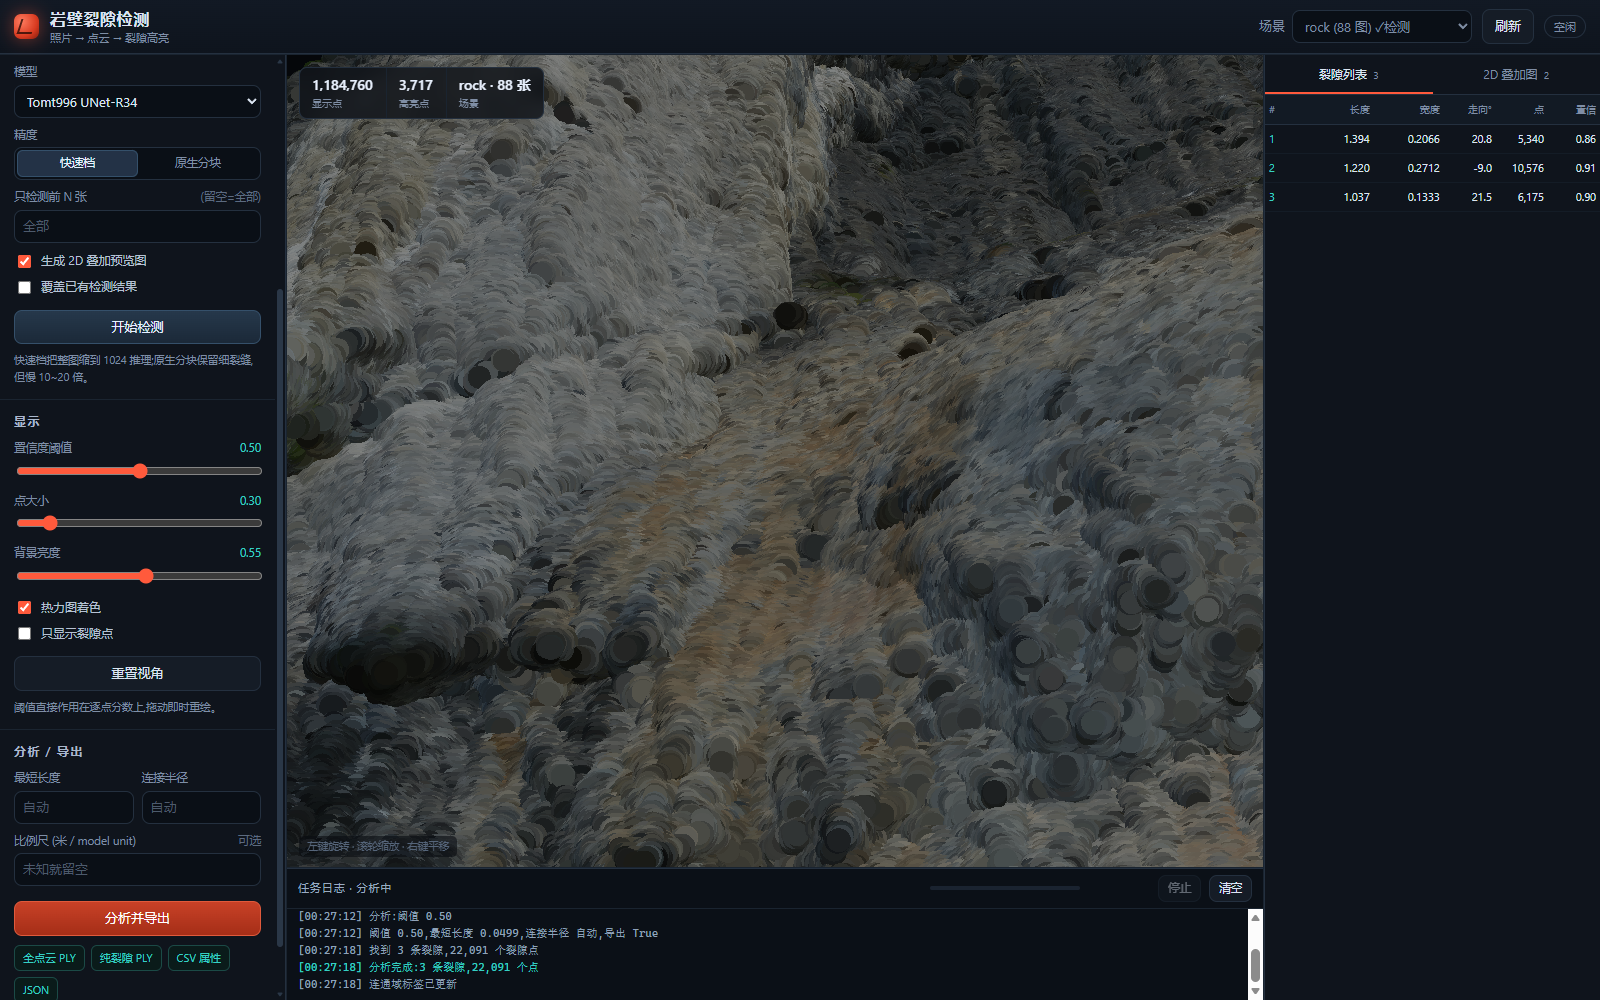 岩壁裂隙检测
照片 → 点云 → 裂隙高亮
场景
rock (88 图) ✓检测
刷新
空闲
模型
Tomt996 UNet-R34
精度
快速档
原生分块
只检测前 N 张
(留空=全部)
全部
生成 2D 叠加预览图
覆盖已有检测结果
开始检测
快速档把整图缩到 1024 推理;原生分块保留细裂缝,
但慢 10~20 倍。
显示
置信度阈值
0.50
点大小
0.30
背景亮度
0.55
热力图着色
只显示裂隙点
重置视角
阈值直接作用在逐点分数上,拖动即时重绘。
分析 / 导出
最短长度
连接半径
自动
自动
比例尺 (米 / model unit)
可选
未知就留空
分析并导出
全点云 PLY
纯裂隙 PLY
CSV 属性
JSON
1,184,760
3,717
rock · 88 张
显示点
高亮点
场景
左键旋转 · 滚轮缩放 · 右键平移
任务日志 · 分析中
停止
清空
[00:27:12] 分析:阈值 0.50
[00:27:12] 阈值 0.50,最短长度 0.0499,连接半径 自动,导出 True
[00:27:18] 找到 3 条裂隙,22,091 个裂隙点
[00:27:18] 分析完成:3 条裂隙,22,091 个点
[00:27:18] 连通域标签已更新
裂隙列表 3
2D 叠加图 2
# 长度 宽度 走向° 点 置信
1 1.394 0.2066 20.8 5,340 0.86
2 1.220 0.2712 -9.0 10,576 0.91
3 1.037 0.1333 21.5 6,175 0.90